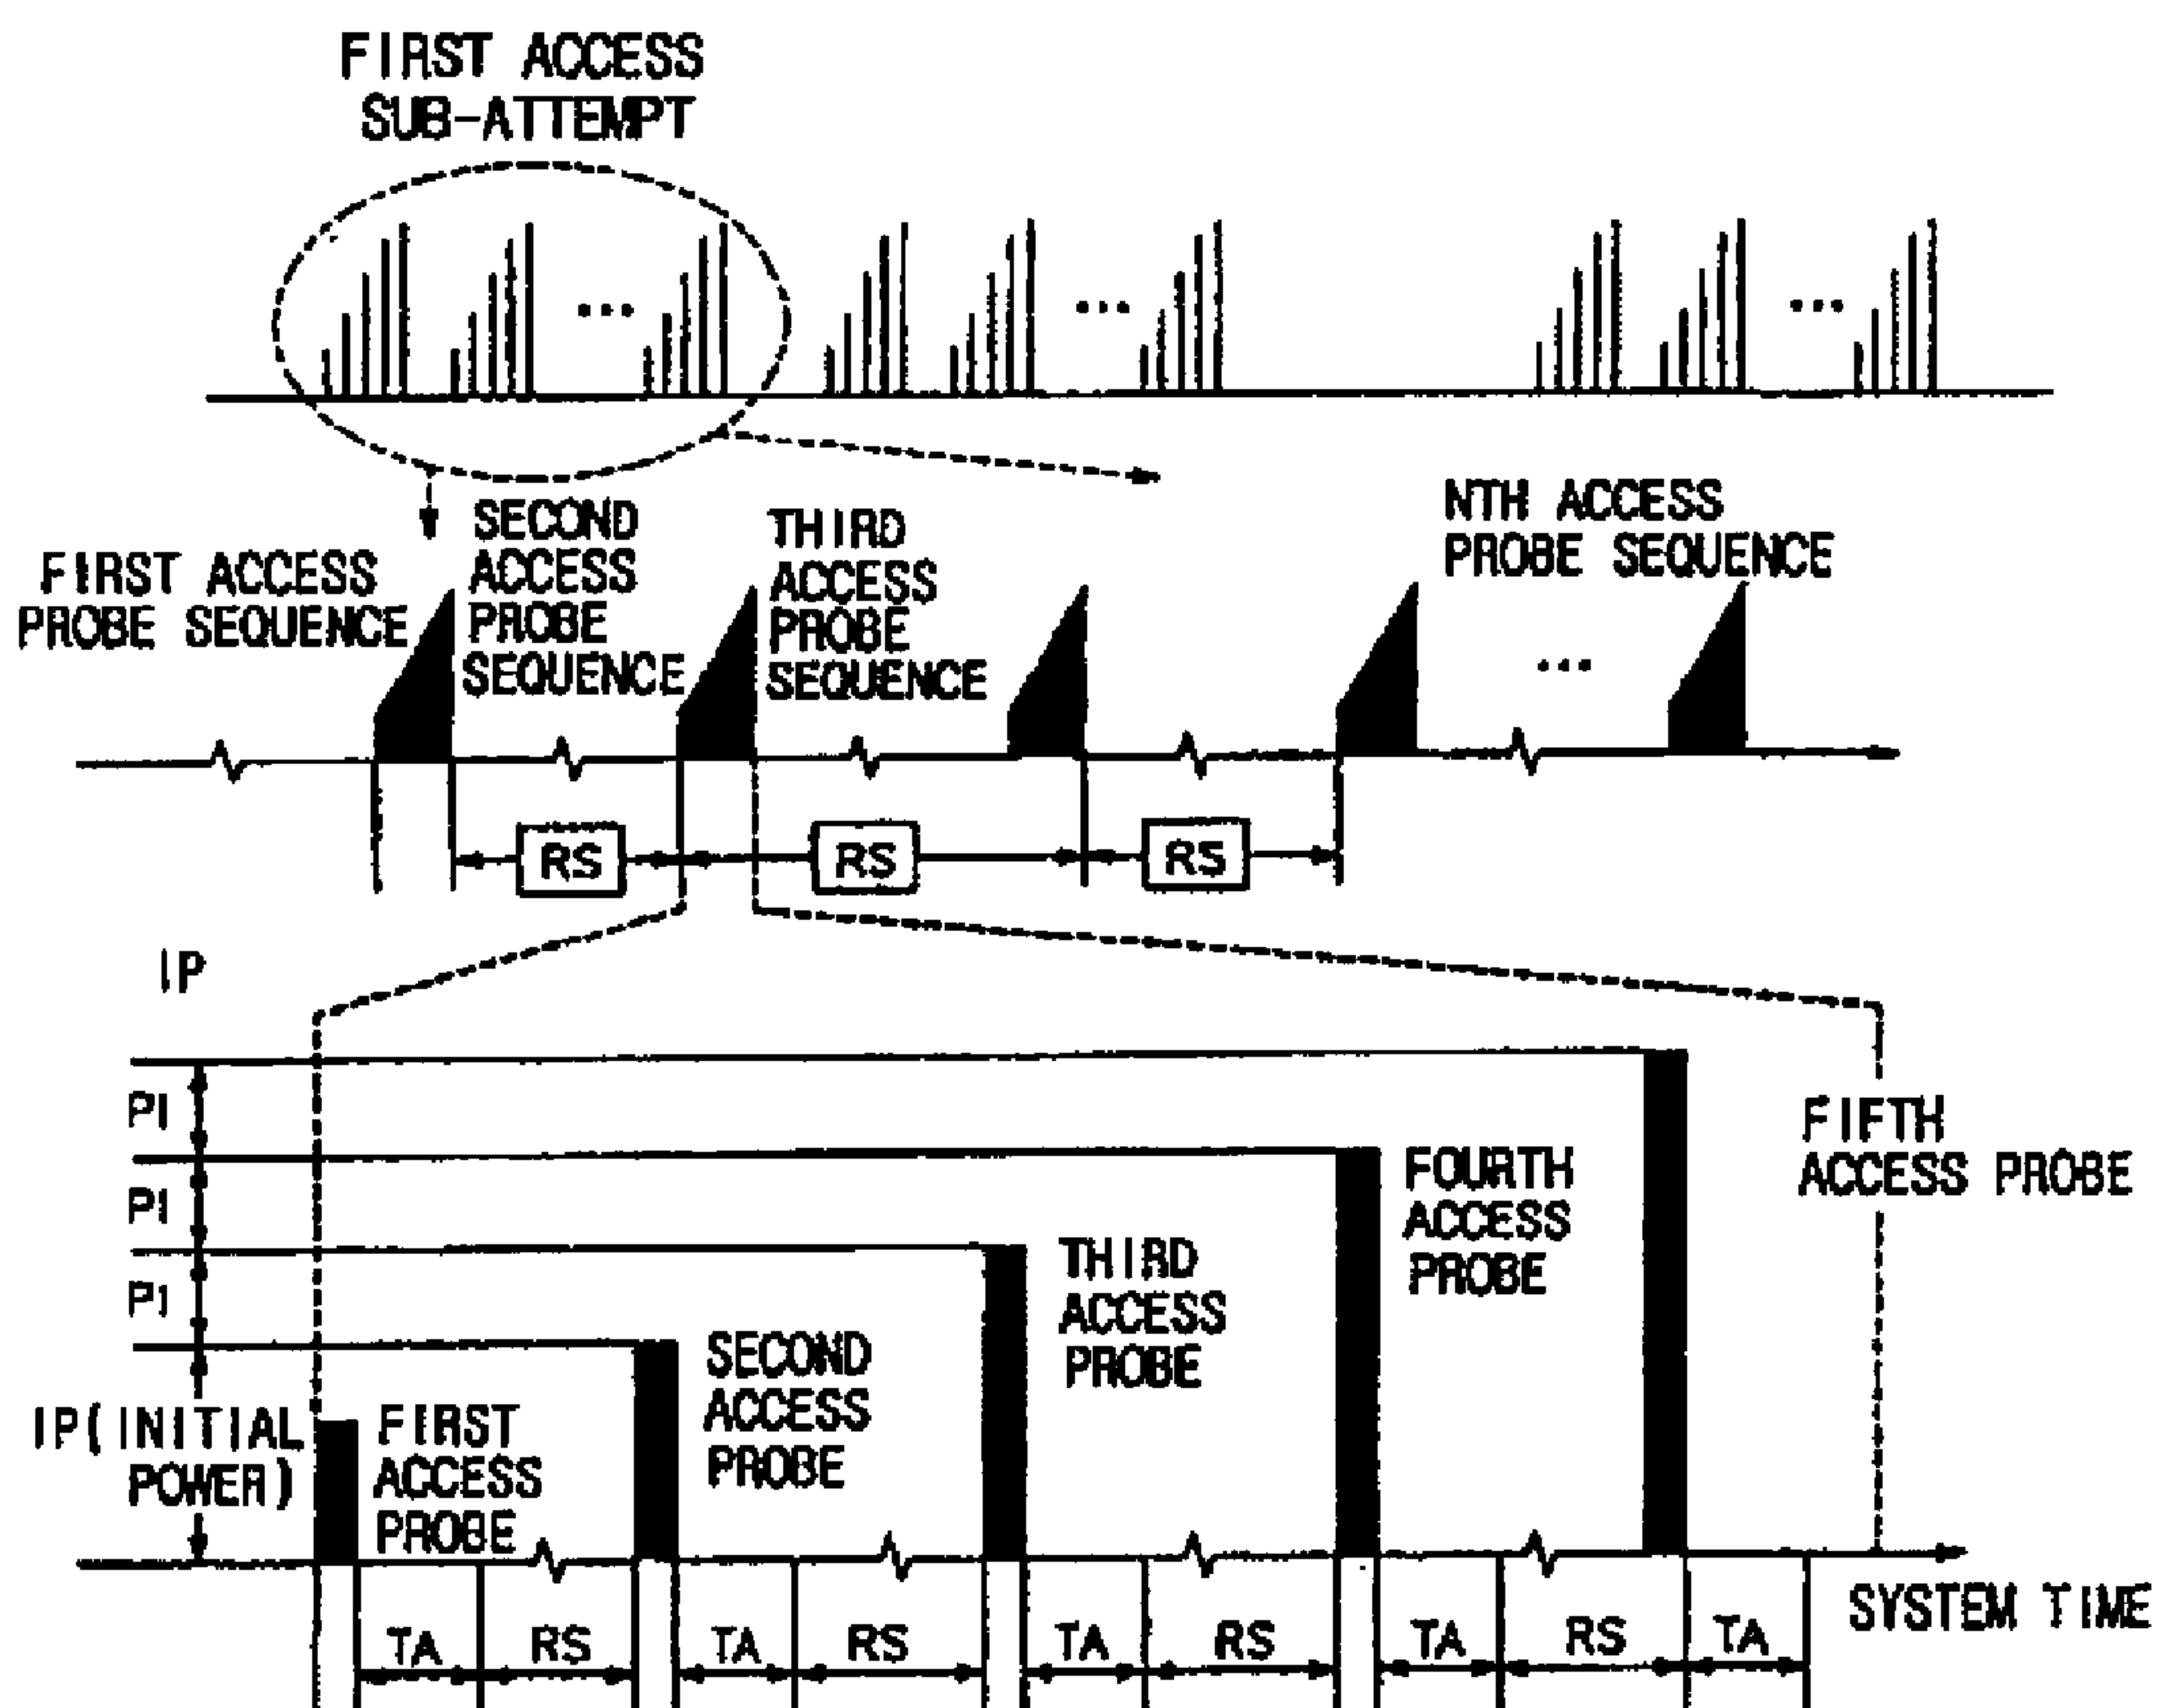 FIRST ACCESS
SUB-ATTEMPT
...
...
...
FIRST ACCESS
PROBE SEQUENCE
SECOND
ACCESS
PROBE
SEQUENCE
THIRD
ACCESS
PROBE
SEQUENCE
NTH ACCESS
PROBE SEQUENCE
...
RS
RS
RS
IP
PI
PI
PI
IP(INITIAL
POWER)
FIRST
ACCESS
PROBE
SECOND
ACCESS
PROBE
THIRD
ACCESS
PROBE
FOURTH
ACCESS
PROBE
FIFTH
ACCESS PROBE
SYSTEM TIME
TA
RS
TA
RS
TA
RS
TA
RS
TA